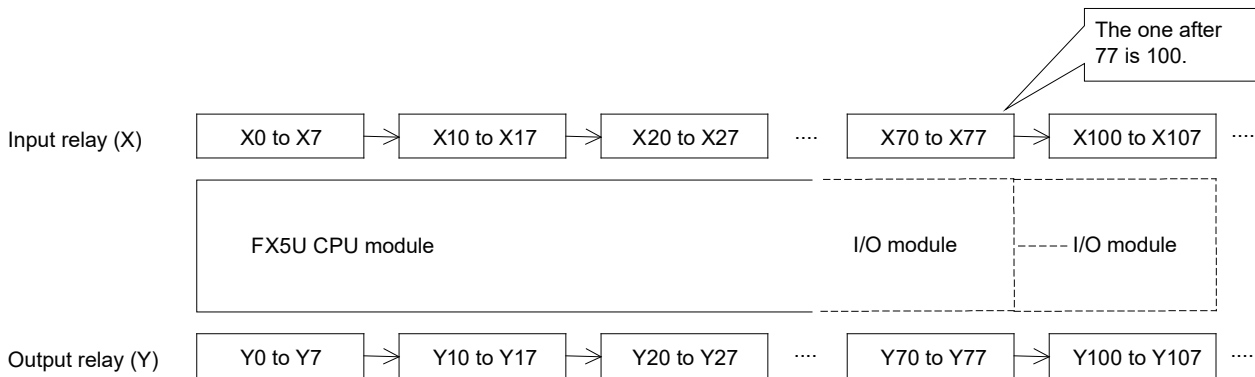 The one after
77 is 100.
Input relay (X)
X0 to X7
X10 to X17
X20 to X27
....
X70 to X77
X100 to X107
....
FX5U CPU module
I/O module
I/O module
Output relay (Y)
Y0 to Y7
Y10 to Y17
Y20 to Y27
....
Y70 to Y77
Y100 to Y107
....